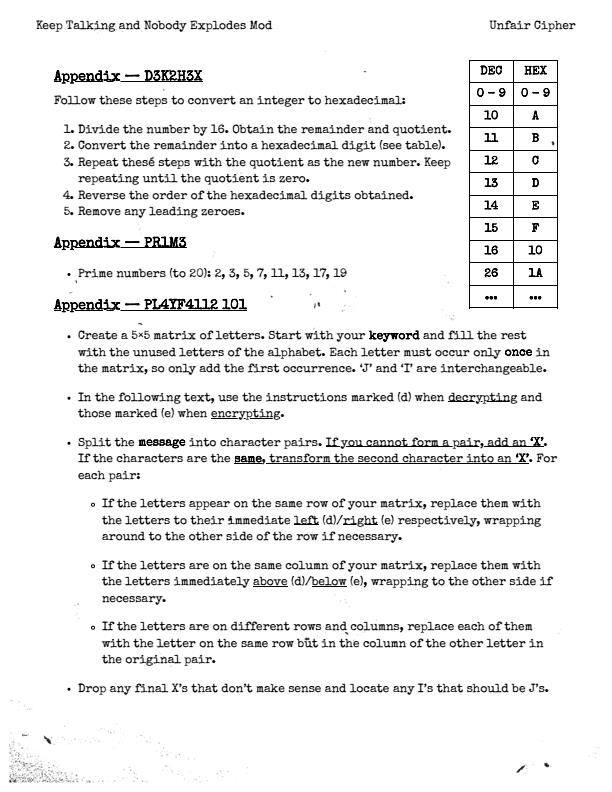 Keep Talking and Nobody Explodes Mod Unfair Cipher
Appendix — D3K2H3X
Follow these steps to convert an integer to hexadecimal:
1. Divide the number by 16. Obtain the remainder and quotient.
2. Convert the remainder into a hexadecimal digit (see table).
3. Repeat these steps with the quotient as the new number. Keep
repeating until the quotient is zero.
4. Reverse the order of the hexadecimal digits obtained.
5. Remove any leading zeroes.
DEC HEX
0 – 9 0 – 9
10 A
11 B
12 C
13 D
14 E
15 F
16 10
26 1A
... ...
Appendix — PR1M3
• Prime numbers (to 20): 2, 3, 5, 7, 11, 13, 17, 19
Appendix — PL4YF4112 101
• Create a 5×5 matrix of letters. Start with your keyword and fill the rest
with the unused letters of the alphabet. Each letter must occur only once in
the matrix, so only add the first occurrence. ‘J’ and ‘I’ are interchangeable.
• In the following text, use the instructions marked (d) when decrypting and
those marked (e) when encrypting.
• Split the message into character pairs. If you cannot form a pair, add an ‘X’.
If the characters are the same, transform the second character into an ‘X’. For
each pair:
◦ If the letters appear on the same row of your matrix, replace them with
the letters to their immediate left (d)/right (e) respectively, wrapping
around to the other side of the row if necessary.
◦ If the letters are on the same column of your matrix, replace them with
the letters immediately above (d)/below (e), wrapping to the other side if
necessary.
◦ If the letters are on different rows and columns, replace each of them
with the letter on the same row but in the column of the other letter in
the original pair.
• Drop any final X’s that don’t make sense and locate any I’s that should be J’s.